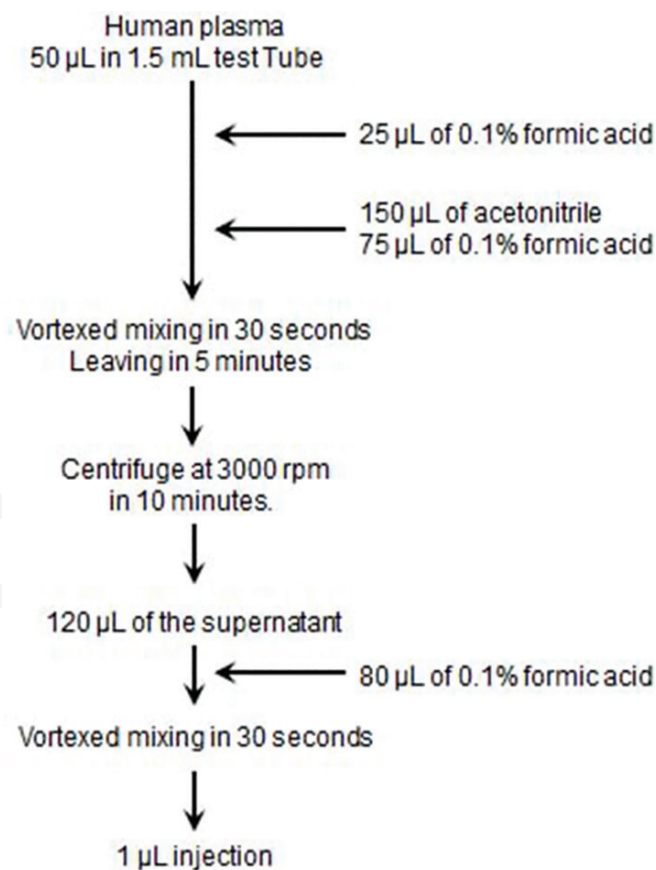 Human plasma
50 µL in 1.5 mL test Tube
25 µL of 0.1% formic acid
150 µL of acetonitrile
75 µL of 0.1% formic acid
Vortexed mixing in 30 seconds
Leaving in 5 minutes
Centrifuge at 3000 rpm
in 10 minutes.
120 µL of the supernatant
80 µL of 0.1% formic acid
Vortexed mixing in 30 seconds
1 µL injection